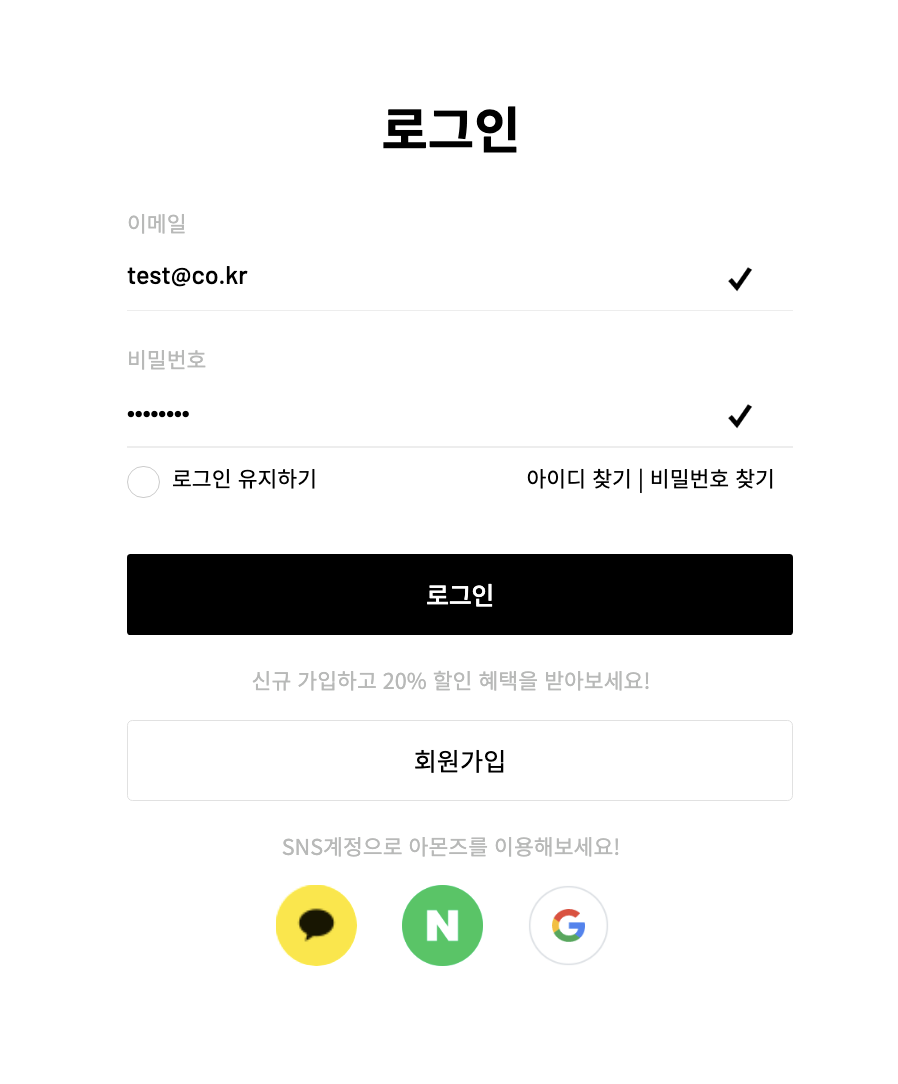 로그인
이메일
test@co.kr
비밀번호
••••••••
로그인 유지하기
아이디 찾기 | 비밀번호 찾기
로그인
신규 가입하고 20% 할인 혜택을 받아보세요!
회원가입
SNS계정으로 아몬즈를 이용해보세요!
N
G